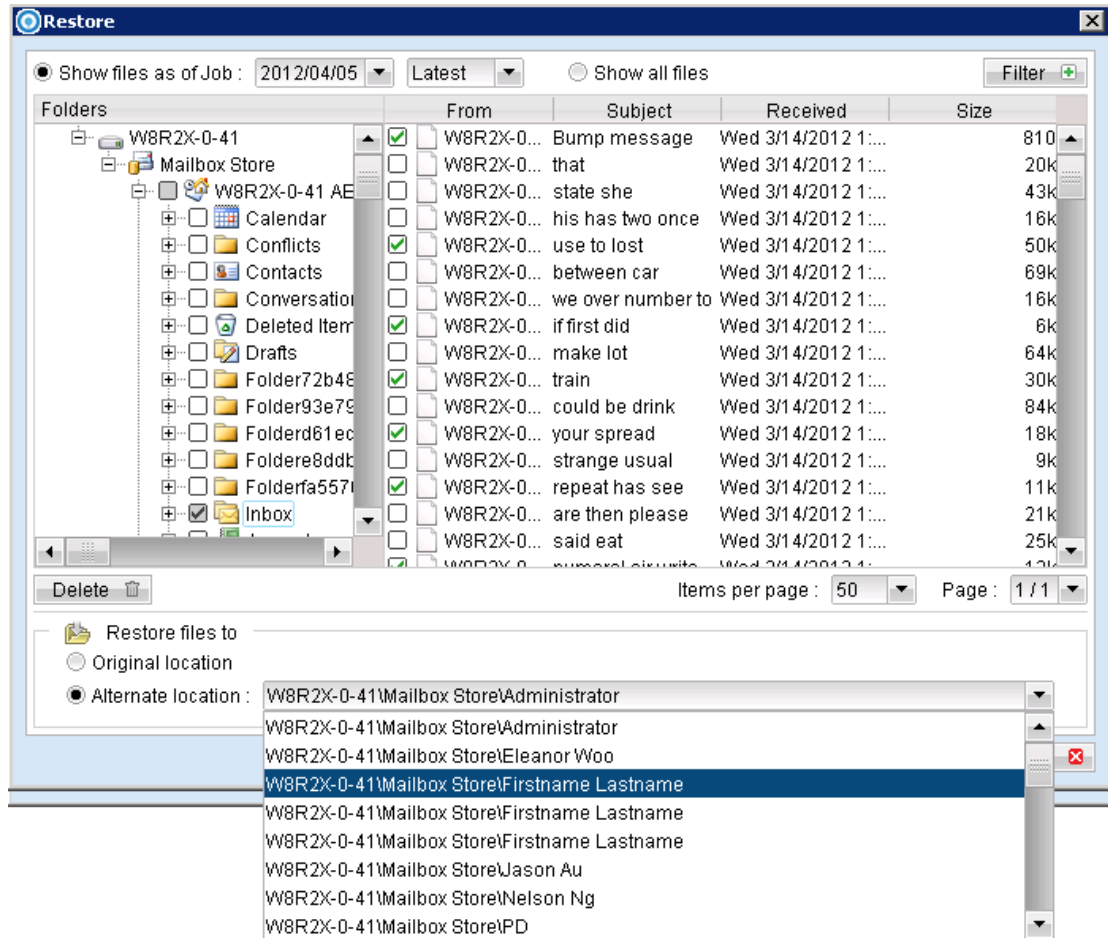 Restore
Show files as of Job : 2012/04/05 Latest Show all files Filter
Folders From Subject Received Size
W8R2X-0-41
Mailbox Store
W8R2X-0-41 AE
Calendar
Conflicts
Contacts
Conversation
Deleted Item
Drafts
Folder72b48
Folder93e79
Folderd61ec
Foldere8ddb
Folderfa557
Inbox
W8R2X-0... Bump message Wed 3/14/2012 1:... 810
W8R2X-0... that Wed 3/14/2012 1:... 20k
W8R2X-0... state she Wed 3/14/2012 1:... 43k
W8R2X-0... his has two once Wed 3/14/2012 1:... 16k
W8R2X-0... use to lost Wed 3/14/2012 1:... 50k
W8R2X-0... between car Wed 3/14/2012 1:... 69k
W8R2X-0... we over number to Wed 3/14/2012 1:... 16k
W8R2X-0... if first did Wed 3/14/2012 1:... 6k
W8R2X-0... make lot Wed 3/14/2012 1:... 64k
W8R2X-0... train Wed 3/14/2012 1:... 30k
W8R2X-0... could be drink Wed 3/14/2012 1:... 84k
W8R2X-0... your spread Wed 3/14/2012 1:... 18k
W8R2X-0... strange usual Wed 3/14/2012 1:... 9k
W8R2X-0... repeat has see Wed 3/14/2012 1:... 11k
W8R2X-0... are then please Wed 3/14/2012 1:... 21k
W8R2X-0... said eat Wed 3/14/2012 1:... 25k
Delete Items per page : 50 Page : 1 / 1
Restore files to
Original location
Alternate location : W8R2X-0-41\Mailbox Store\Administrator
W8R2X-0-41\Mailbox Store\Administrator
W8R2X-0-41\Mailbox Store\Eleanor Woo
W8R2X-0-41\Mailbox Store\Firstname Lastname
W8R2X-0-41\Mailbox Store\Firstname Lastname
W8R2X-0-41\Mailbox Store\Firstname Lastname
W8R2X-0-41\Mailbox Store\Jason Au
W8R2X-0-41\Mailbox Store\Nelson Ng
W8R2X-0-41\Mailbox Store\PD